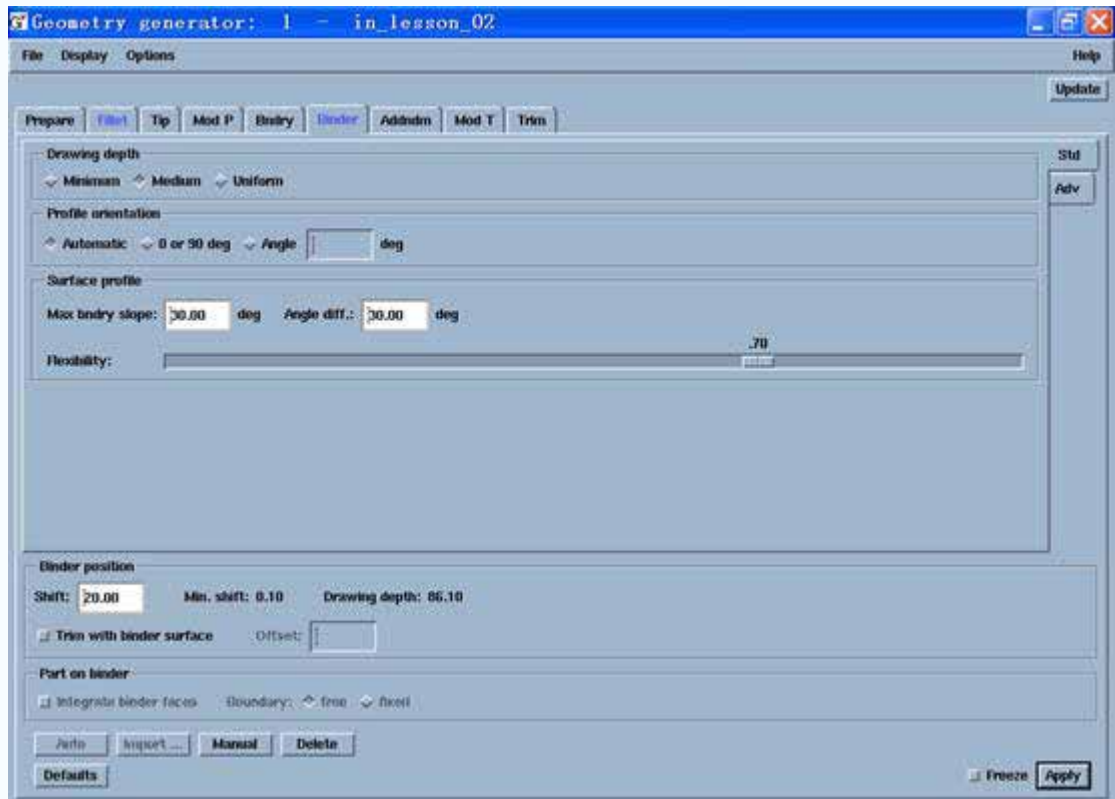 Geometry generator: 1 - in_lesson_02
File Display Options Help
Update
Prepare Fillet Tip Mod P Bndry Binder Addndm Mod T Trim
Drawing depth
Std
Minimum Medium Uniform
Adv
Profile orientation
Automatic 0 or 90 deg Angle deg
Surface profile
Max bndry slope: 30.00 deg Angle diff.: 30.00 deg
.70
Flexibility:
Binder position
Shift: 20.00 Min. shift: 0.10 Drawing depth: 86.10
Trim with binder surface Offset:
Part on binder
Integrate binder faces Boundary: free fixed
Auto Import ... Manual Delete
Defaults Freeze Apply